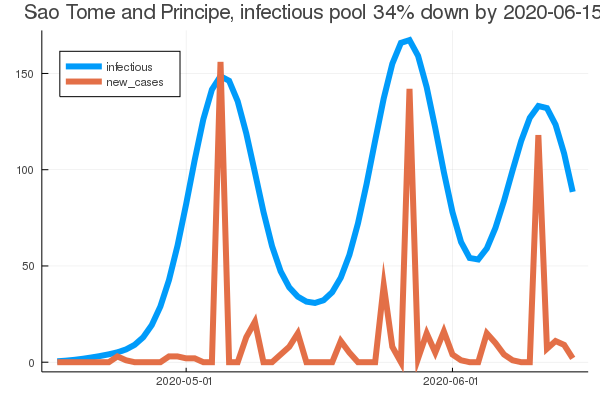 Sao Tome and Principe, infectious pool 34% down by 2020-06-15
infectious
new_cases
150
100
50
0
2020-05-01 2020-06-01